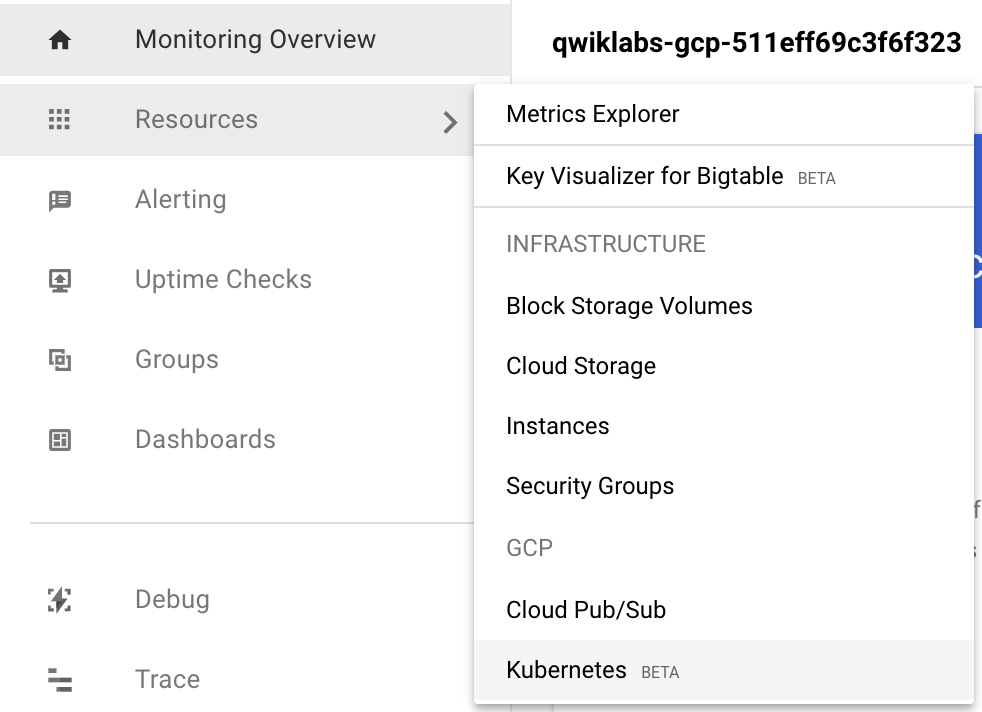 Monitoring Overview
Resources
Alerting
Uptime Checks
Groups
Dashboards
Debug
Trace
qwiklabs-gcp-511eff69c3f6f323
Metrics Explorer
Key Visualizer for Bigtable BETA
INFRASTRUCTURE
Block Storage Volumes
Cloud Storage
Instances
Security Groups
GCP
Cloud Pub/Sub
Kubernetes BETA